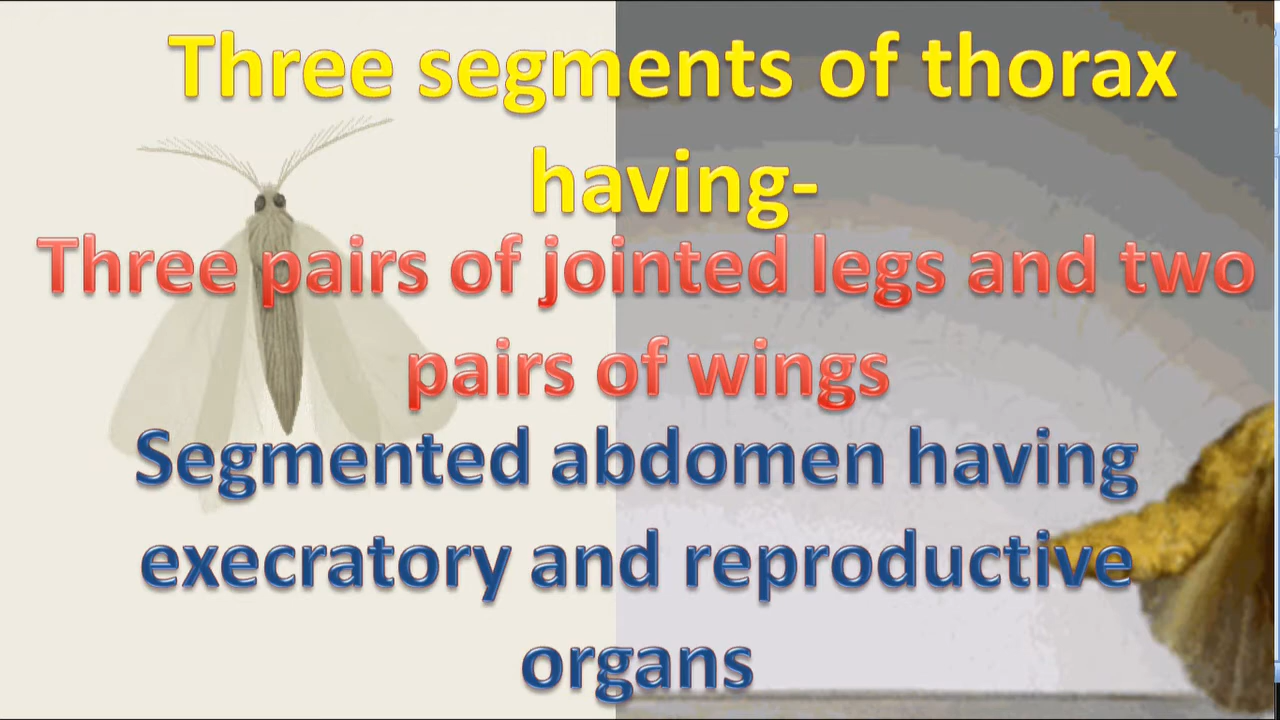 Three segments of thorax
having-
Three pairs of jointed legs and two
pairs of wings
Segmented abdomen having
execratory and reproductive
organs